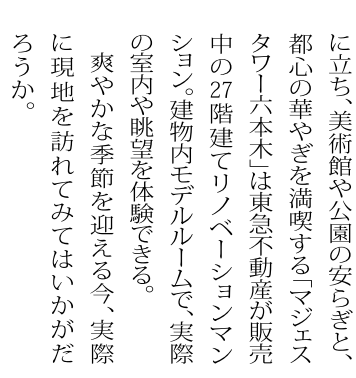 に立ち、美術館や公園の安らぎと、
都心の華やぎを満喫する「マジェス
タワー六本木」は東急不動産が販売
中の27階建てリノベーションマン
ション。建物内モデルルームで、実際
の室内や眺望を体験できる。
　爽やかな季節を迎える今、実際
に現地を訪れてみてはいかがだ
ろうか。